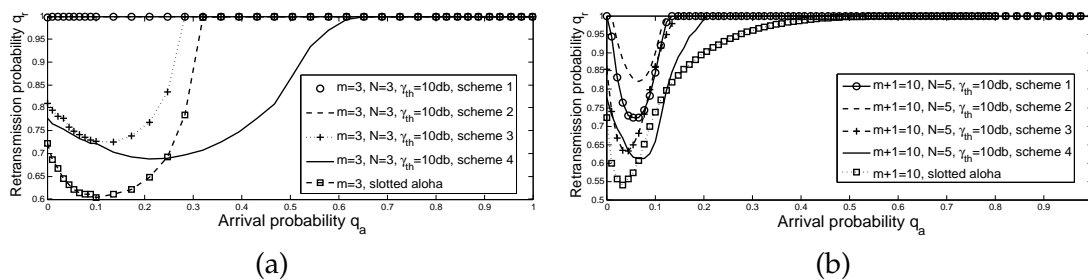 Retransmission probability q_r
1
0.95
0.9
0.85
0.8
0.75
0.7
0.65
0.6
0 0.1 0.2 0.3 0.4 0.5 0.6 0.7 0.8 0.9 1
Arrival probability q_a
m=3, N=3, γ_th=10db, scheme 1
m=3, N=3, γ_th=10db, scheme 2
m=3, N=3, γ_th=10db, scheme 3
m=3, N=3, γ_th=10db, scheme 4
m=3, slotted aloha
(a)
Retransmission probability q_r
1
0.95
0.9
0.85
0.8
0.75
0.7
0.65
0.6
0.55
0.5
0 0.1 0.2 0.3 0.4 0.5 0.6 0.7 0.8 0.9
Arrival probability q_a
m+1=10, N=5, γ_th=10db, scheme 1
m+1=10, N=5, γ_th=10db, scheme 2
m+1=10, N=5, γ_th=10db, scheme 3
m+1=10, N=5, γ_th=10db, scheme 4
m+1=10, slotted aloha
(b)